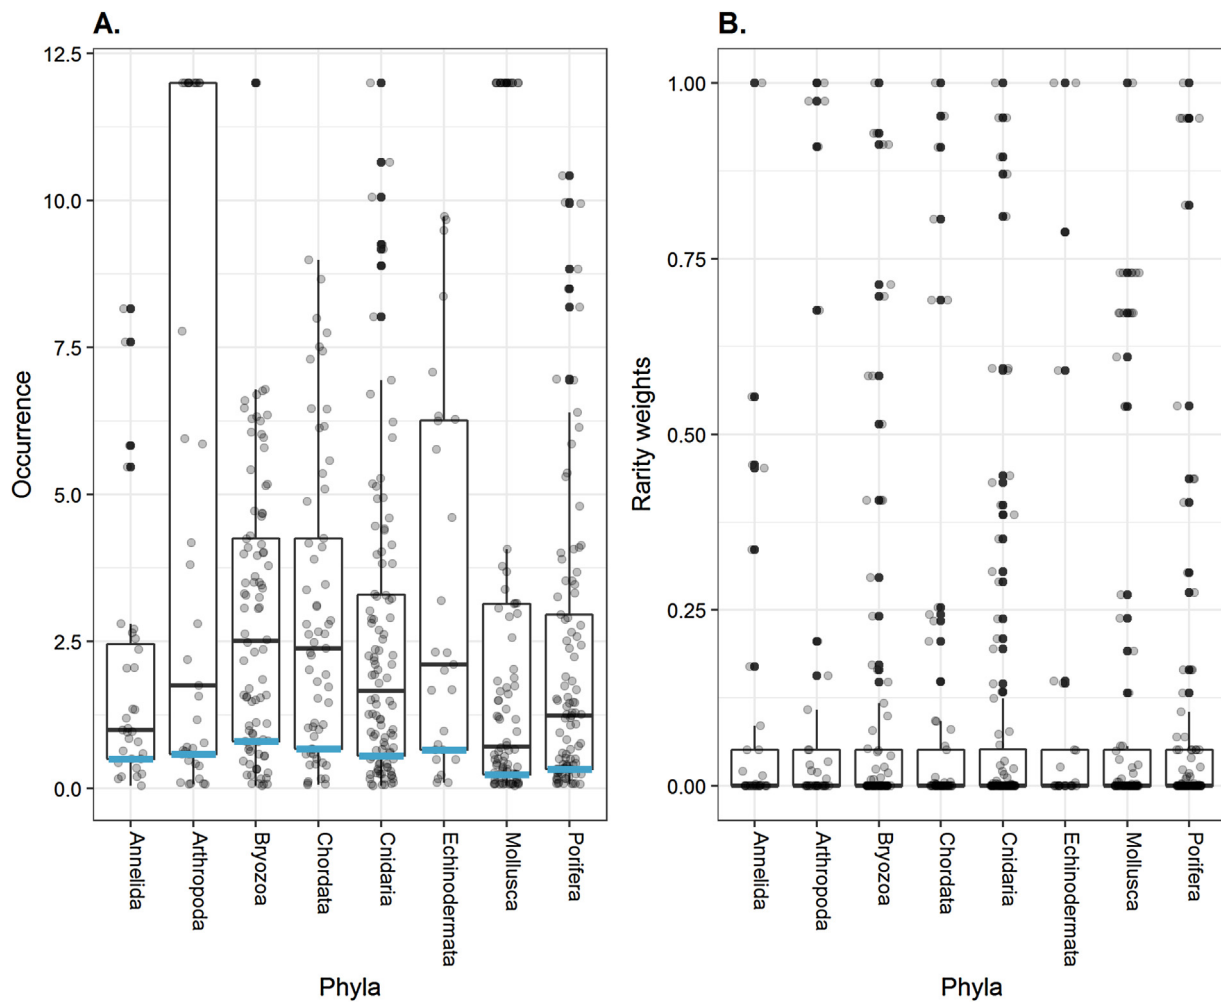 A.
Occurrence
12.5
10.0
7.5
5.0
2.5
0.0
Annelida
Arthropoda
Bryozoa
Chordata
Cnidaria
Echinodermata
Mollusca
Porifera
Phyla
B.
Rarity weights
1.00
0.75
0.50
0.25
0.00
Annelida
Arthropoda
Bryozoa
Chordata
Cnidaria
Echinodermata
Mollusca
Porifera
Phyla